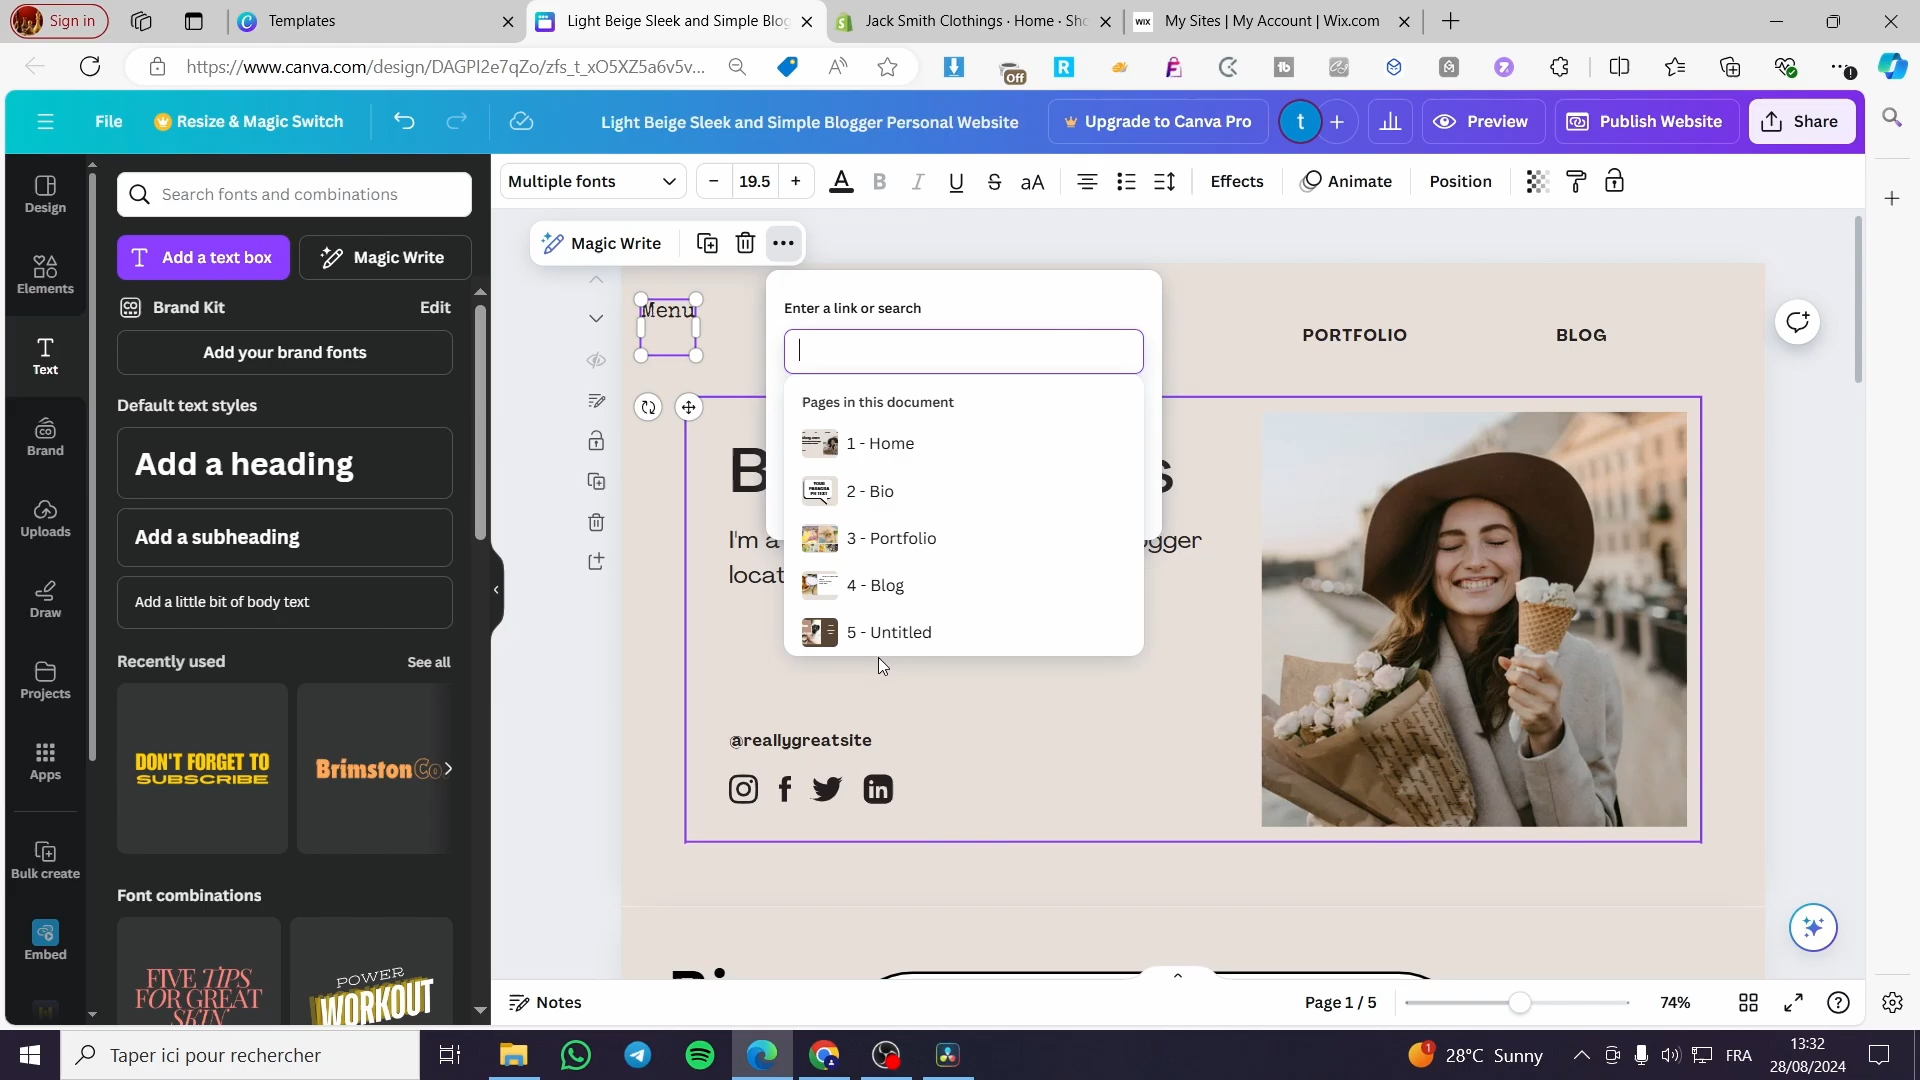 Sign in
Templates
Light Beige Sleek and Simple Blog
Jack Smith Clothings · Home · Sho
WIX
My Sites | My Account | Wix.com
https://www.canva.com/design/DAGPI2e7qZo/zfs_t_xO5XZ5a6v5v...
Off
File
Resize & Magic Switch
Light Beige Sleek and Simple Blogger Personal Website
Upgrade to Canva Pro
t
Preview
Publish Website
Share
Design
Elements
Text
Brand
Uploads
Draw
Projects
Apps
Bulk create
Embed
Search fonts and combinations
Add a text box
Magic Write
Brand Kit
Edit
Add your brand fonts
Default text styles
Add a heading
Add a subheading
Add a little bit of body text
Recently used
See all
DON'T FORGET TO
SUBSCRIBE
Brimston Co.
Font combinations
FIVE TIPS
FOR GREAT
SKIN
POWER
WORKOUT
Multiple fonts
19.5
Effects
Animate
Position
Magic Write
Menu
PORTFOLIO
BLOG
Enter a link or search
Pages in this document
1 - Home
2 - Bio
3 - Portfolio
4 - Blog
5 - Untitled
I'm a
locat
@reallygreatsite
Notes
Page 1 / 5
74%
Taper ici pour rechercher
1
28°C Sunny
FRA
13:32
28/08/2024